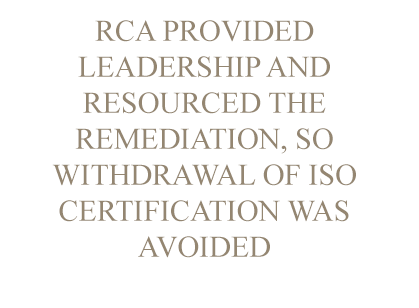 RCA PROVIDED
LEADERSHIP AND
RESOURCED THE
REMEDIATION, SO
WITHDRAWAL OF ISO
CERTIFICATION WAS
AVOIDED